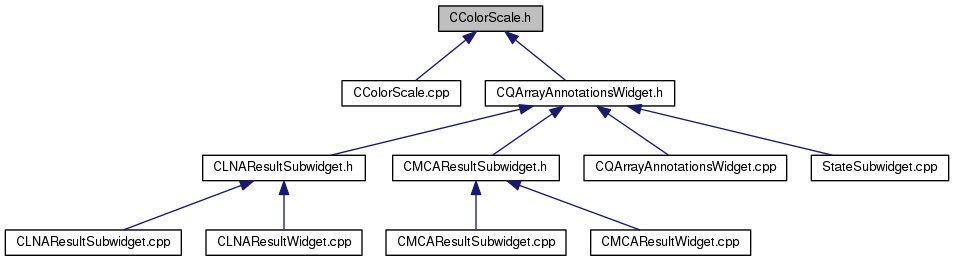 CColorScale.h
CColorScale.cpp
CQArrayAnnotationsWidget.h
CLNAResultSubwidget.h
CMCAResultSubwidget.h
CQArrayAnnotationsWidget.cpp
StateSubwidget.cpp
CLNAResultSubwidget.cpp
CLNAResultWidget.cpp
CMCAResultSubwidget.cpp
CMCAResultWidget.cpp